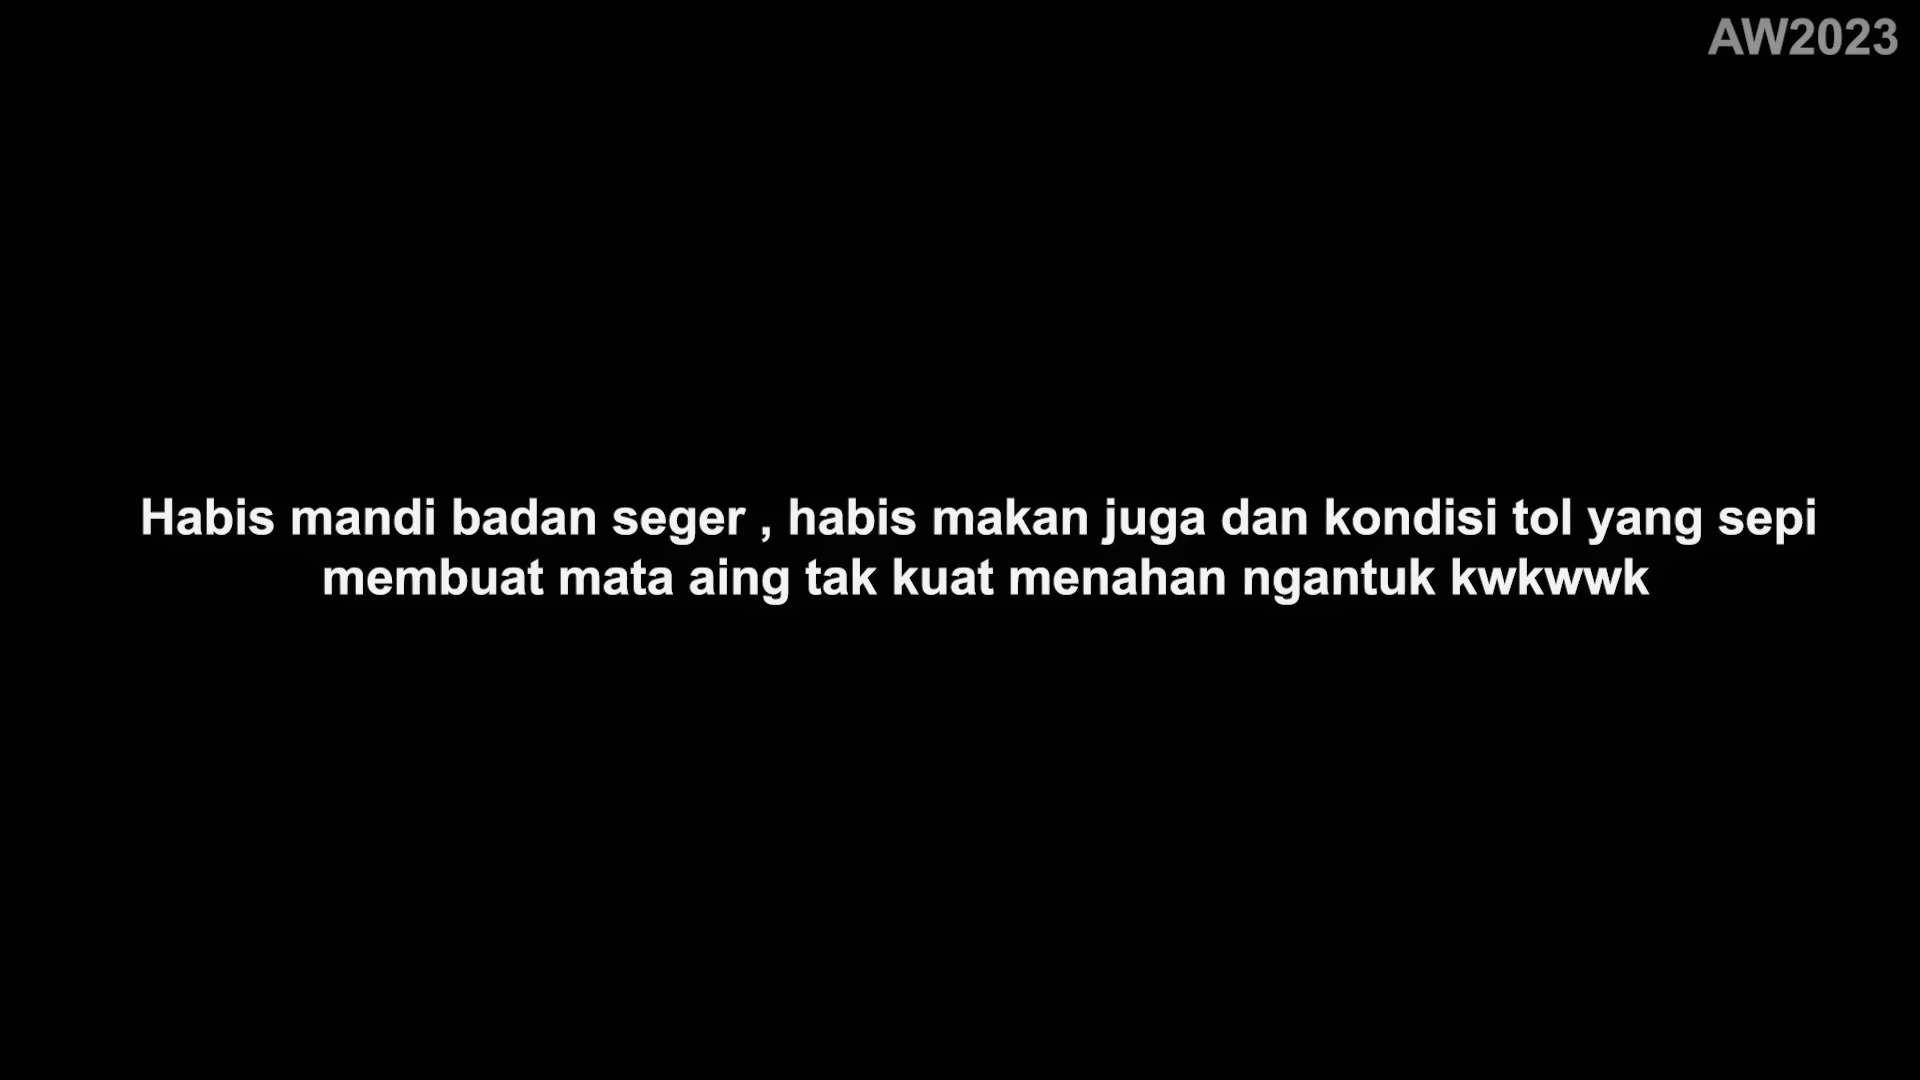 AW2023
Habis mandi badan seger , habis makan juga dan kondisi tol yang sepi
membuat mata aing tak kuat menahan ngantuk kwkwwk